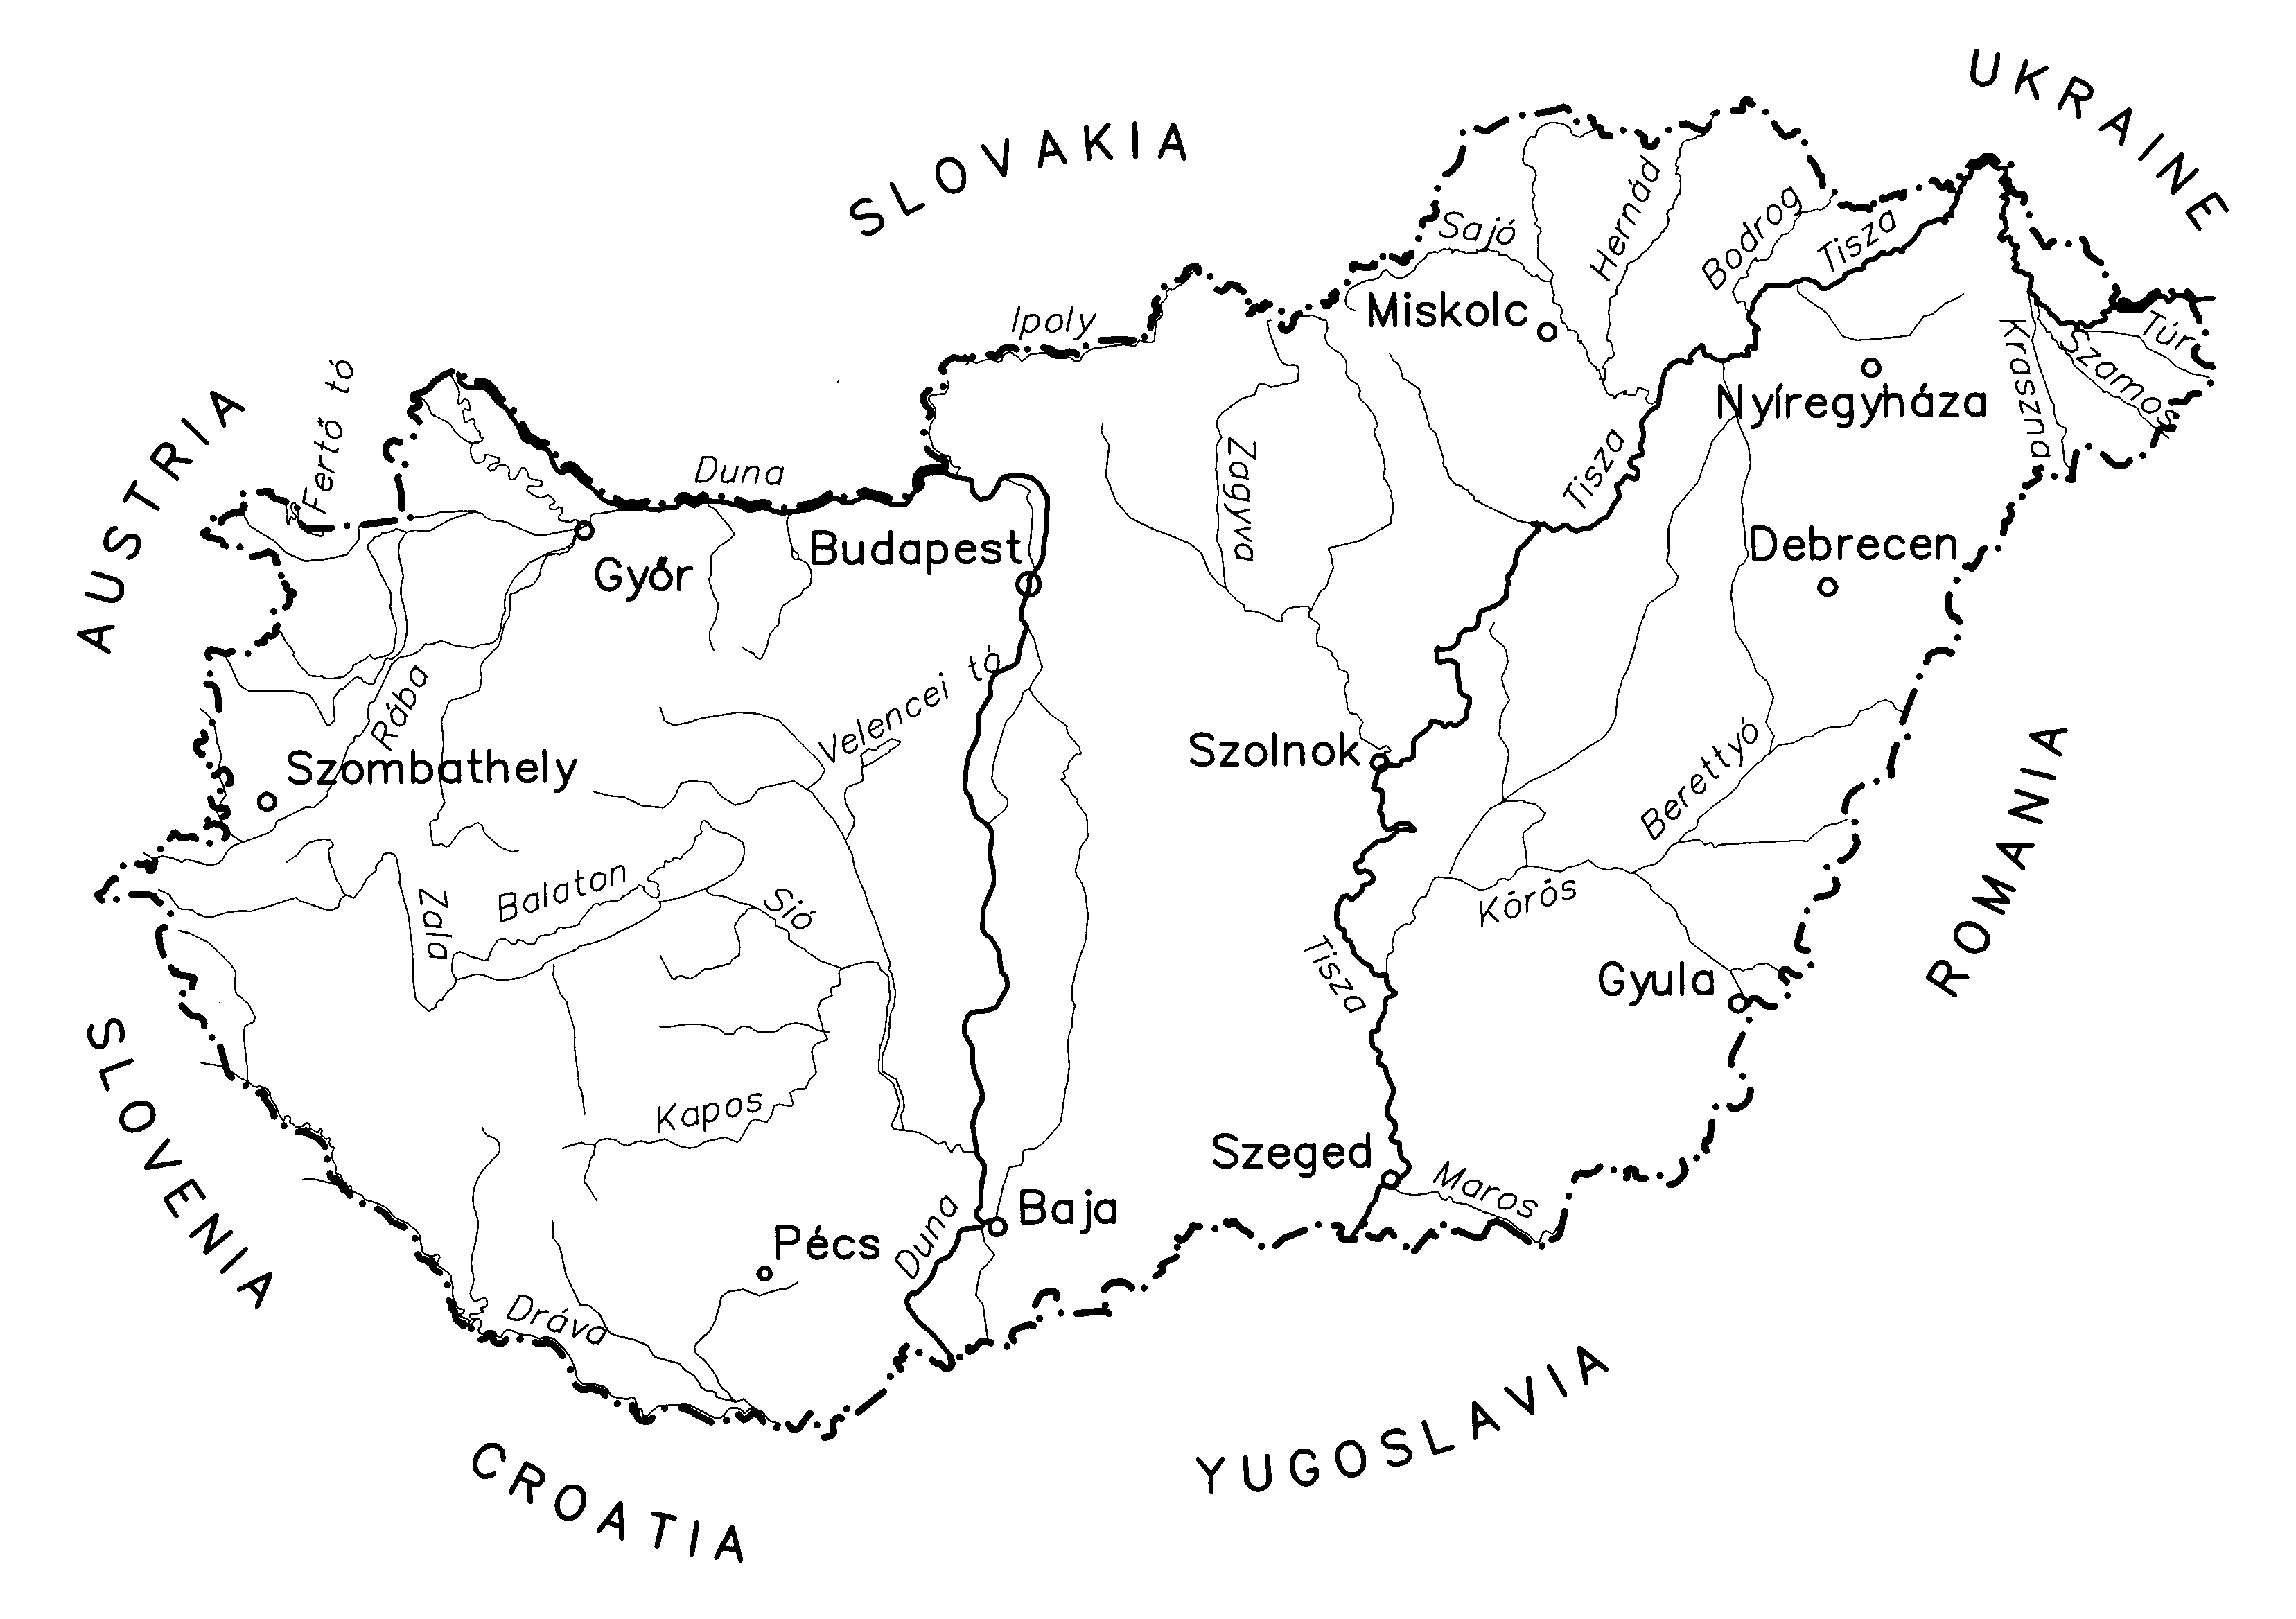 UKRAINE
SLOVAKIA
Hernád
Bodrog
Sajó
Tisza
Miskolc
Ipoly
Túr
Szamos
Kraszna
Fertő tó
AUSTRIA
Nyíregyháza
Duna
Zagyva
Tisza
Budapest
Debrecen
Győr
Rába
Velencei tó
Szolnok
Szombathely
Berettyó
ROMANIA
Balaton
Zala
Sió
Körös
Tisza
Gyula
SLOVENIA
Kapos
Szeged
Maros
Baja
Duna
Pécs
Dráva
YUGOSLAVIA
CROATIA